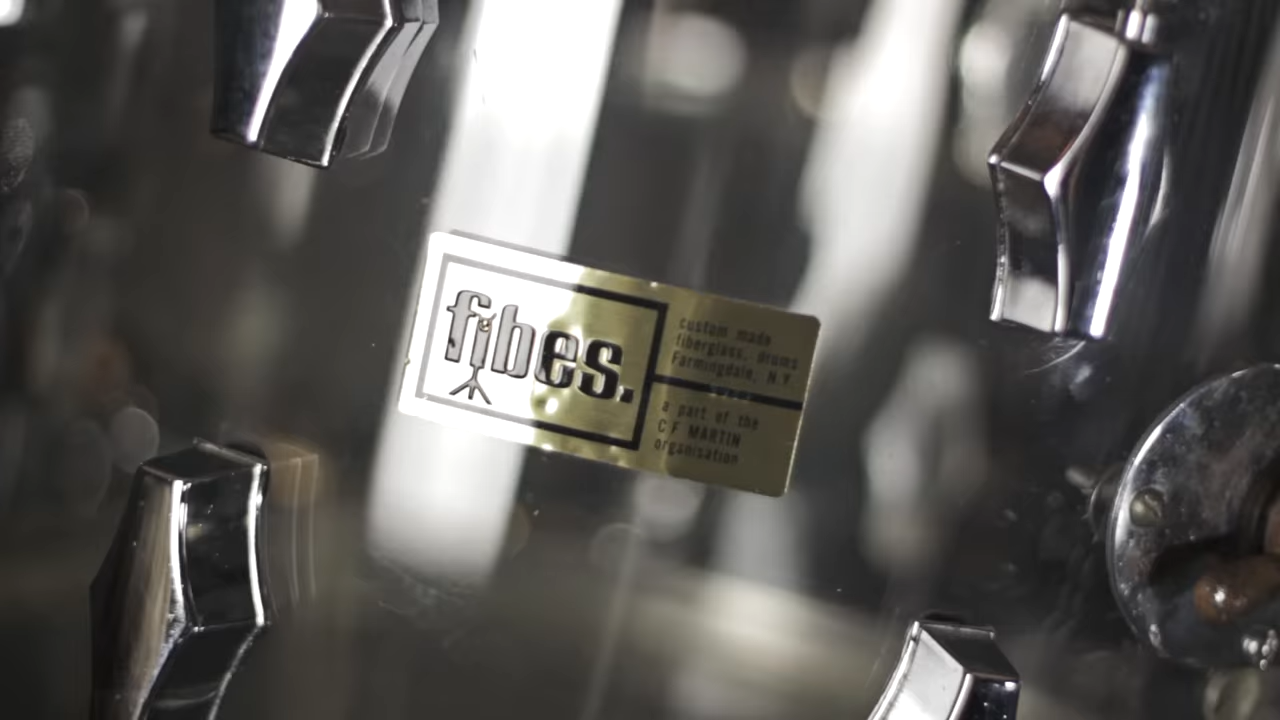 fibes.
custom made
fiberglass, drums
Farmingdale, N.Y.
a part of the
C F MARTIN
organisation